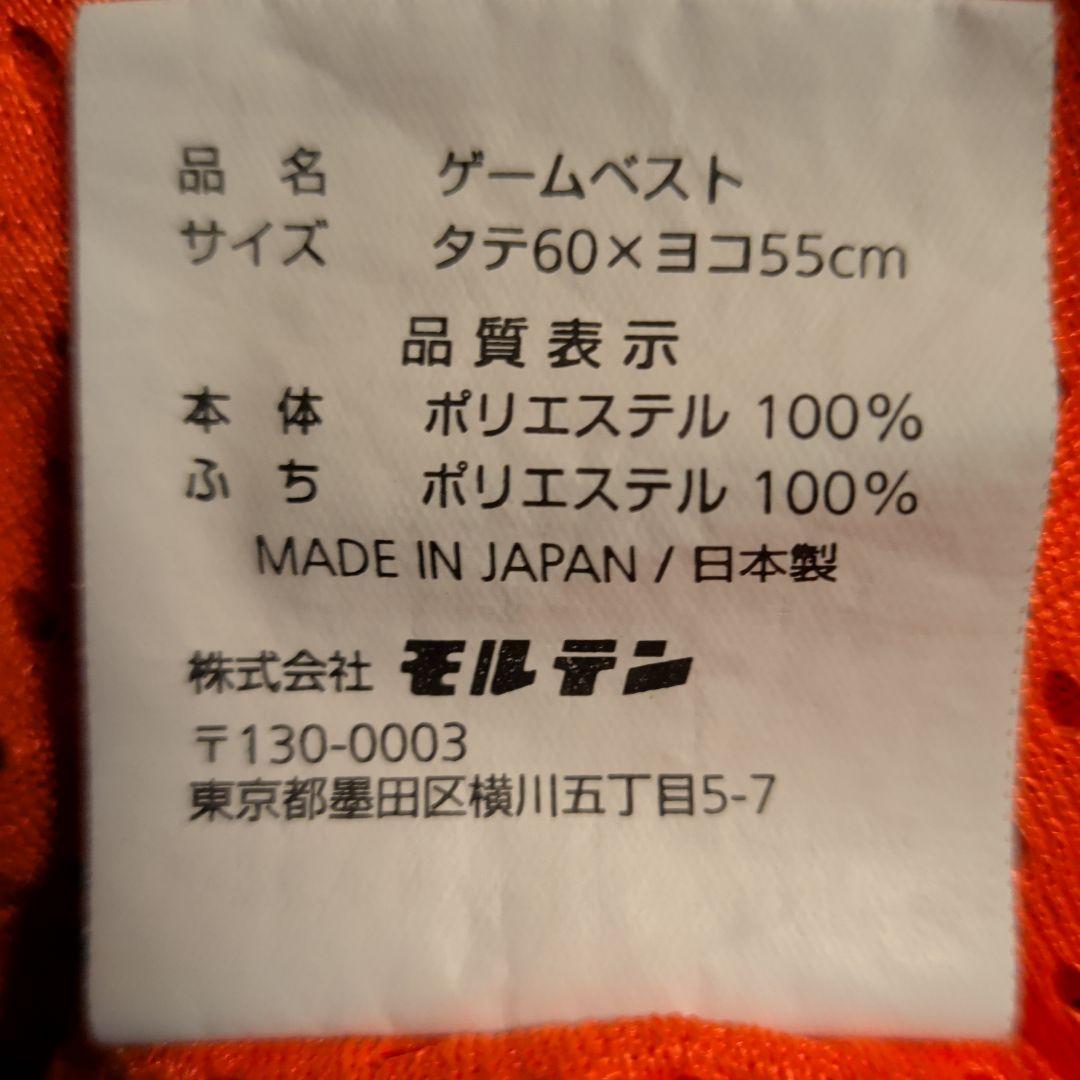 品 名 ゲームベスト
サイズ タテ60×ヨコ55cm
品質表示
本 体 ポリエステル 100%
ふ ち ポリエステル 100%
MADE IN JAPAN / 日本製
株式会社 モルテン
〒130-0003
東京都墨田区横川五丁目5-7